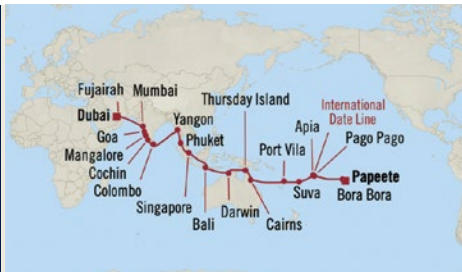 Fujairah
Mumbai
Dubai
Goa
Mangalore
Cochin
Colombo
Yangon
Phuket
Singapore
Bali
Thursday Island
Darwin
Cairns
Port Vila
Suva
Apia
International
Date Line
Pago Pago
Papeete
Bora Bora